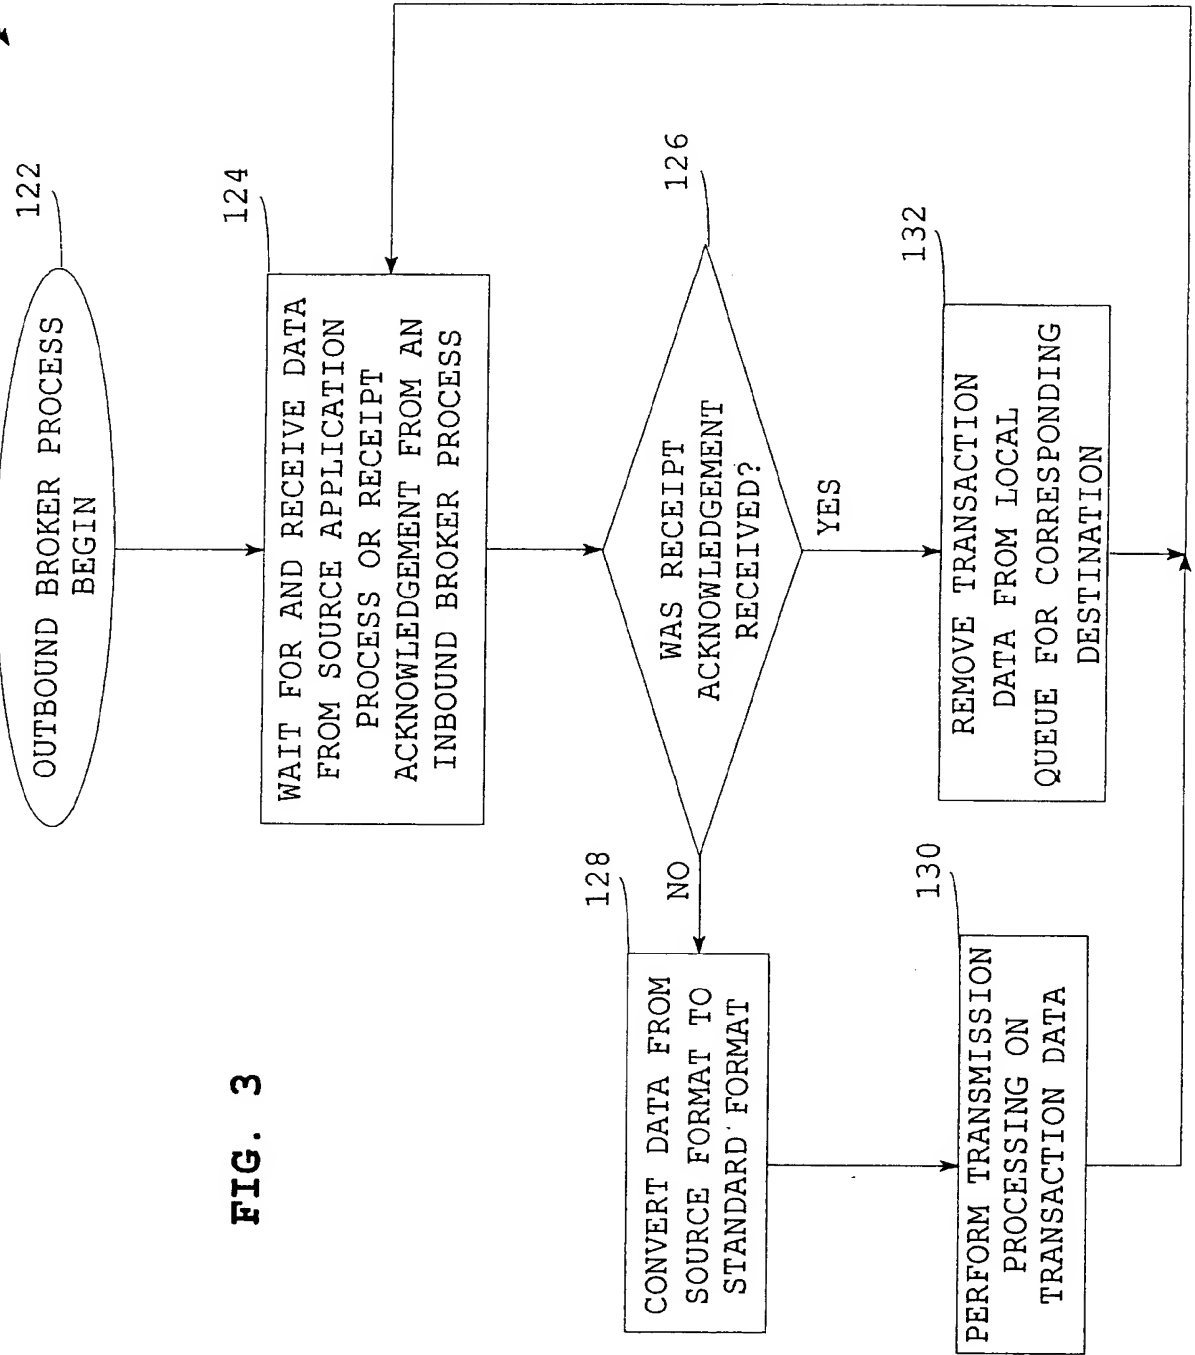 122
OUTBOUND BROKER PROCESS
BEGIN
124
WAIT FOR AND RECEIVE DATA
FROM SOURCE APPLICATION
PROCESS OR RECEIPT
ACKNOWLEDGEMENT FROM AN
INBOUND BROKER PROCESS
126
WAS RECEIPT
ACKNOWLEDGEMENT
RECEIVED?
NO
YES
128
CONVERT DATA FROM
SOURCE FORMAT TO
STANDARD FORMAT
130
PERFORM TRANSMISSION
PROCESSING ON
TRANSACTION DATA
132
REMOVE TRANSACTION
DATA FROM LOCAL
QUEUE FOR CORRESPONDING
DESTINATION
FIG. 3